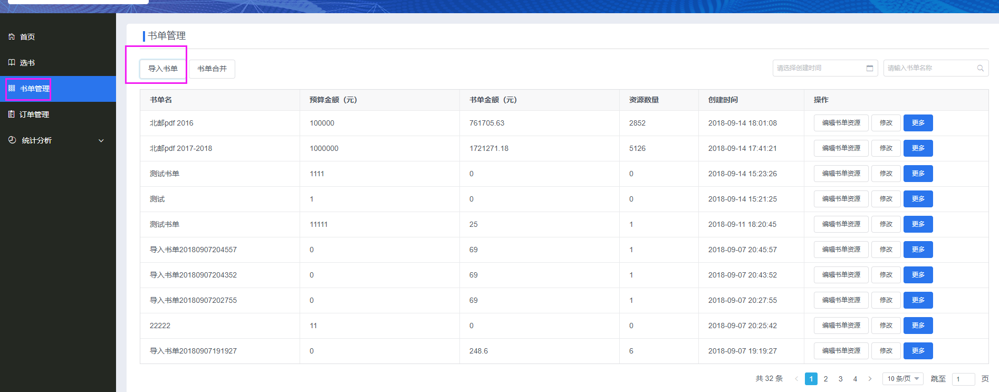 首页
选书
书单管理
订单管理
统计分析
书单管理
导入书单 书单合并 请选择创建时间 请输入书单名称
书单名 预算金额（元） 书单金额（元） 资源数量 创建时间 操作
北邮pdf 2016 100000 761705.63 2852 2018-09-14 18:01:08 编辑书单资源 修改 更多
北邮pdf 2017-2018 1000000 1721271.18 5126 2018-09-14 17:41:21 编辑书单资源 修改 更多
测试书单 1111 0 0 2018-09-14 15:23:26 编辑书单资源 修改 更多
测试 1 0 0 2018-09-14 15:21:25 编辑书单资源 修改 更多
测试书单 11111 25 1 2018-09-11 18:20:45 编辑书单资源 修改 更多
导入书单20180907204557 0 69 1 2018-09-07 20:45:57 编辑书单资源 修改 更多
导入书单20180907204352 0 69 1 2018-09-07 20:43:52 编辑书单资源 修改 更多
导入书单20180907202755 0 69 1 2018-09-07 20:27:55 编辑书单资源 修改 更多
22222 11 0 0 2018-09-07 20:25:42 编辑书单资源 修改 更多
导入书单20180907191927 0 248.6 6 2018-09-07 19:19:27 编辑书单资源 修改 更多
共 32 条 1 2 3 4 10 条/页 跳至 1 页